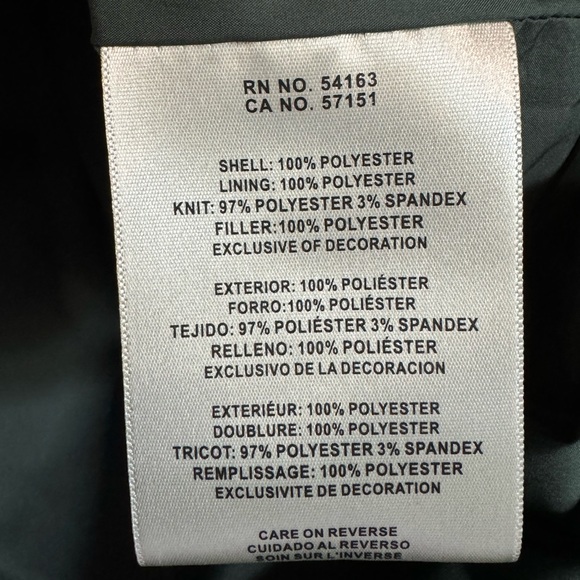 RN NO. 54163
CA NO. 57151
SHELL: 100% POLYESTER
LINING: 100% POLYESTER
KNIT: 97% POLYESTER 3% SPANDEX
FILLER:100% POLYESTER
EXCLUSIVE OF DECORATION
EXTERIOR: 100% POLIÉSTER
FORRO:100% POLIÉSTER
TEJIDO: 97% POLIÉSTER 3% SPANDEX
RELLENO: 100% POLIÉSTER
EXCLUSIVO DE LA DECORACION
EXTERIÉUR: 100% POLYESTER
DOUBLURE: 100% POLYESTER
TRICOT: 97% POLYESTER 3% SPANDEX
REMPLISSAGE: 100% POLYESTER
EXCLUSIVITE DE DECORATION
CARE ON REVERSE
CUIDADO AL REVERSO
SOIN SUR L'INVERSE